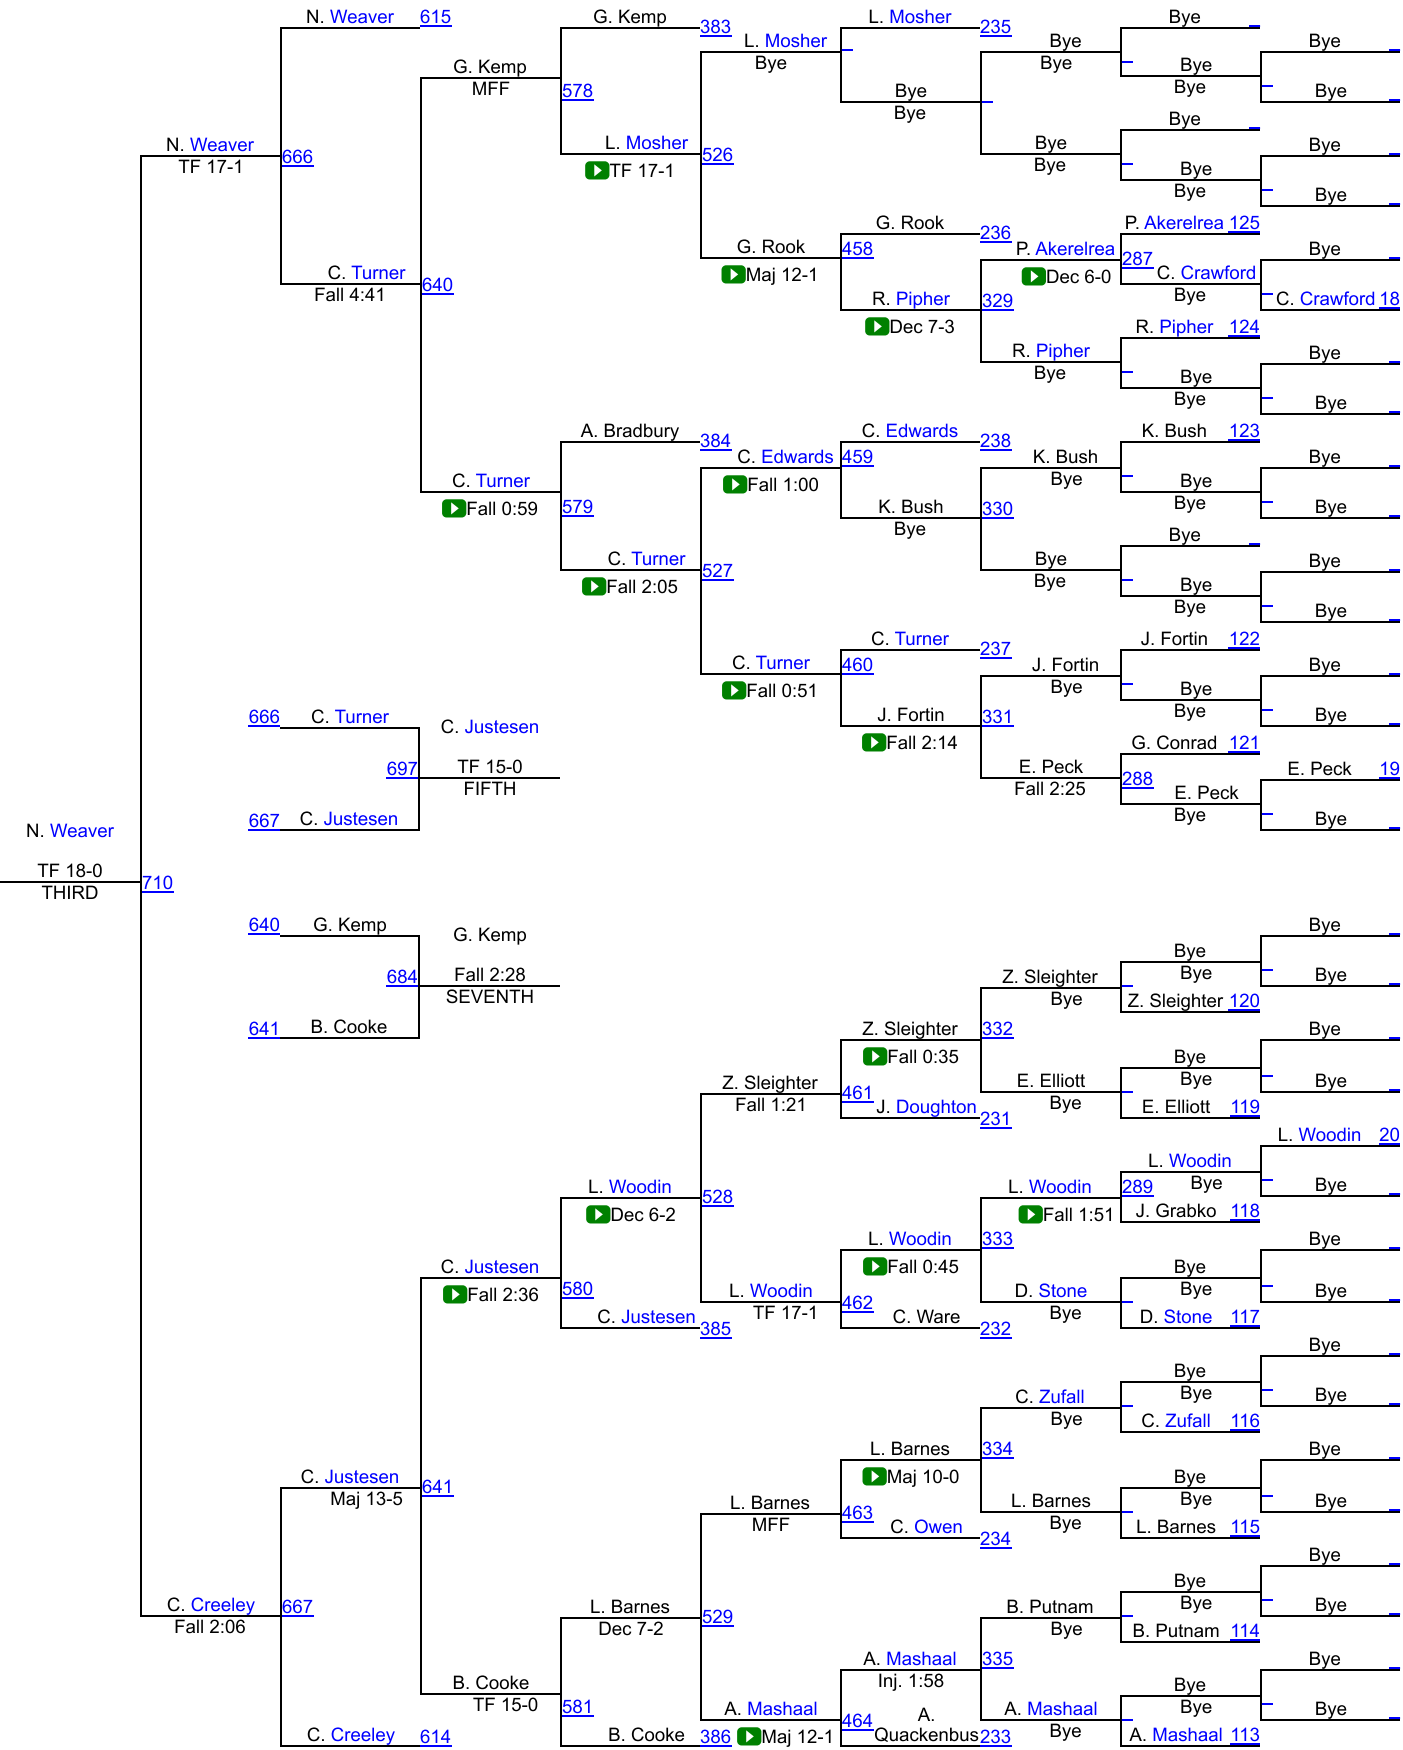 N. Weaver 615
G. Kemp
383
L. Mosher
235
Bye
L. Mosher
Bye
Bye
Bye
Bye
G. Kemp
MFF
578
Bye
Bye
Bye
Bye
Bye
Bye
Bye
N. Weaver
TF 17-1
666
L. Mosher
TF 17-1
526
Bye
Bye
Bye
Bye
Bye
Bye
Bye
G. Rook
236
P. Akerelrea 125
G. Rook
Maj 12-1
458
P. Akerelrea
Dec 6-0
287
Bye
C. Turner
Fall 4:41
640
C. Crawford
Bye
C. Crawford 18
R. Pipher
Dec 7-3
329
R. Pipher 124
R. Pipher
Bye
Bye
Bye
Bye
Bye
A. Bradbury
384
C. Edwards
238
K. Bush 123
C. Edwards
Fall 1:00
459
K. Bush
Bye
Bye
C. Turner
Fall 0:59
579
K. Bush
Bye
330
Bye
Bye
Bye
Bye
C. Turner
Fall 2:05
527
Bye
Bye
Bye
Bye
Bye
Bye
C. Turner
237
J. Fortin 122
C. Turner
Fall 0:51
460
J. Fortin
Bye
Bye
Bye
Bye
Bye
666 C. Turner
C. Justesen
J. Fortin
Fall 2:14
331
G. Conrad 121
697
TF 15-0
FIFTH
E. Peck
Fall 2:25
288
E. Peck 19
E. Peck
Bye
Bye
667 C. Justesen
N. Weaver
TF 18-0
THIRD
710
640 G. Kemp
G. Kemp
684
Fall 2:28
SEVENTH
641 B. Cooke
Bye
Bye
Bye
Bye
Z. Sleighter
Bye
Z. Sleighter 120
Z. Sleighter
Fall 0:35
332
Bye
Bye
Bye
Bye
Z. Sleighter
Fall 1:21
461
E. Elliott
Bye
J. Doughton
231
E. Elliott 119
L. Woodin 20
L. Woodin
Bye
Bye
L. Woodin
Dec 6-2
528
L. Woodin
Fall 1:51
289
J. Grabko 118
L. Woodin
Fall 0:45
333
Bye
Bye
Bye
Bye
C. Justesen
Fall 2:36
580
L. Woodin
TF 17-1
462
D. Stone
Bye
C. Justesen
385
C. Ware
232
D. Stone 117
Bye
Bye
Bye
Bye
C. Zufall
Bye
C. Zufall 116
L. Barnes
Maj 10-0
334
Bye
Bye
Bye
Bye
C. Justesen
Maj 13-5
641
L. Barnes
MFF
463
L. Barnes
Bye
C. Owen
234
L. Barnes 115
Bye
Bye
Bye
Bye
C. Creeley
Fall 2:06
667
L. Barnes
Dec 7-2
529
B. Putnam
Bye
B. Putnam 114
A. Mashaal
Inj. 1:58
335
Bye
Bye
Bye
Bye
B. Cooke
TF 15-0
581
A. Mashaal
Maj 12-1
464
A. Mashaal
Bye
C. Creeley 614
B. Cooke 386
A.
Quackenbus 233
A. Mashaal 113